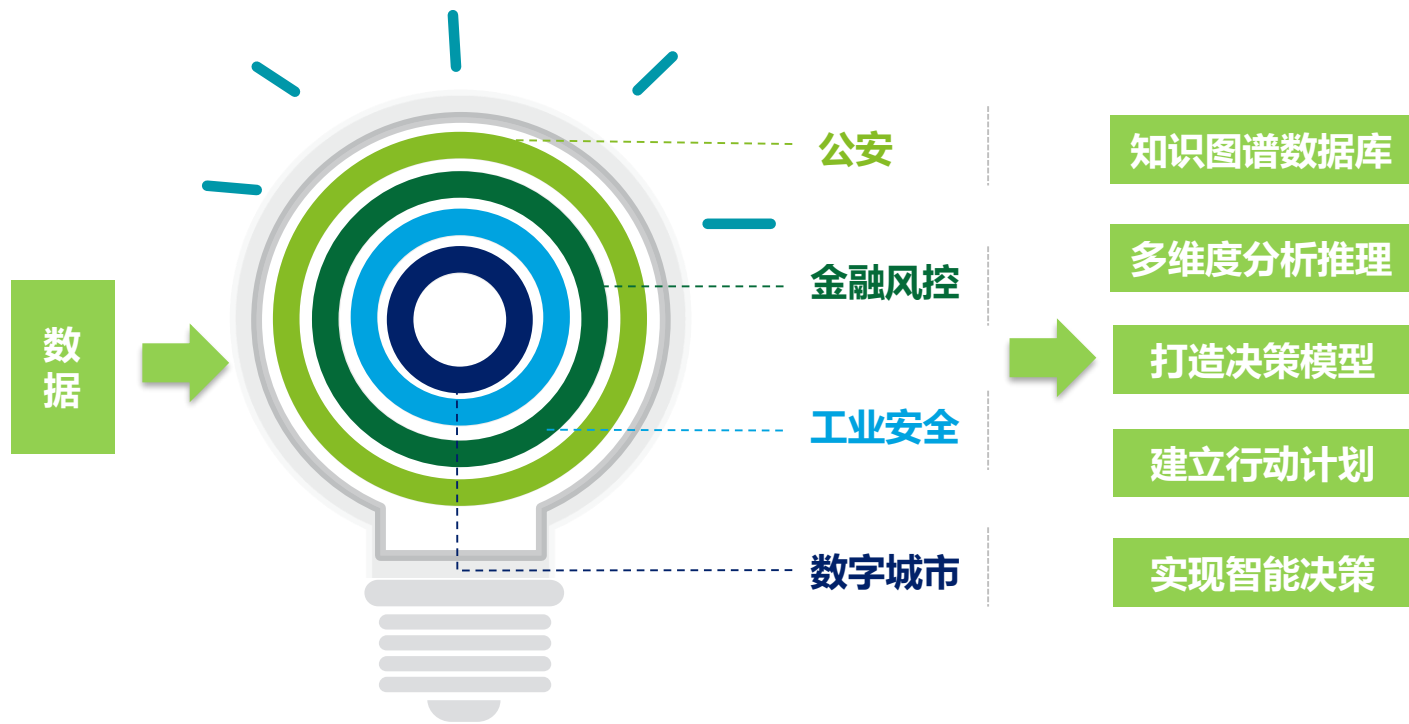 数
据
公安
金融风控
工业安全
数字城市
知识图谱数据库
多维度分析推理
打造决策模型
建立行动计划
实现智能决策